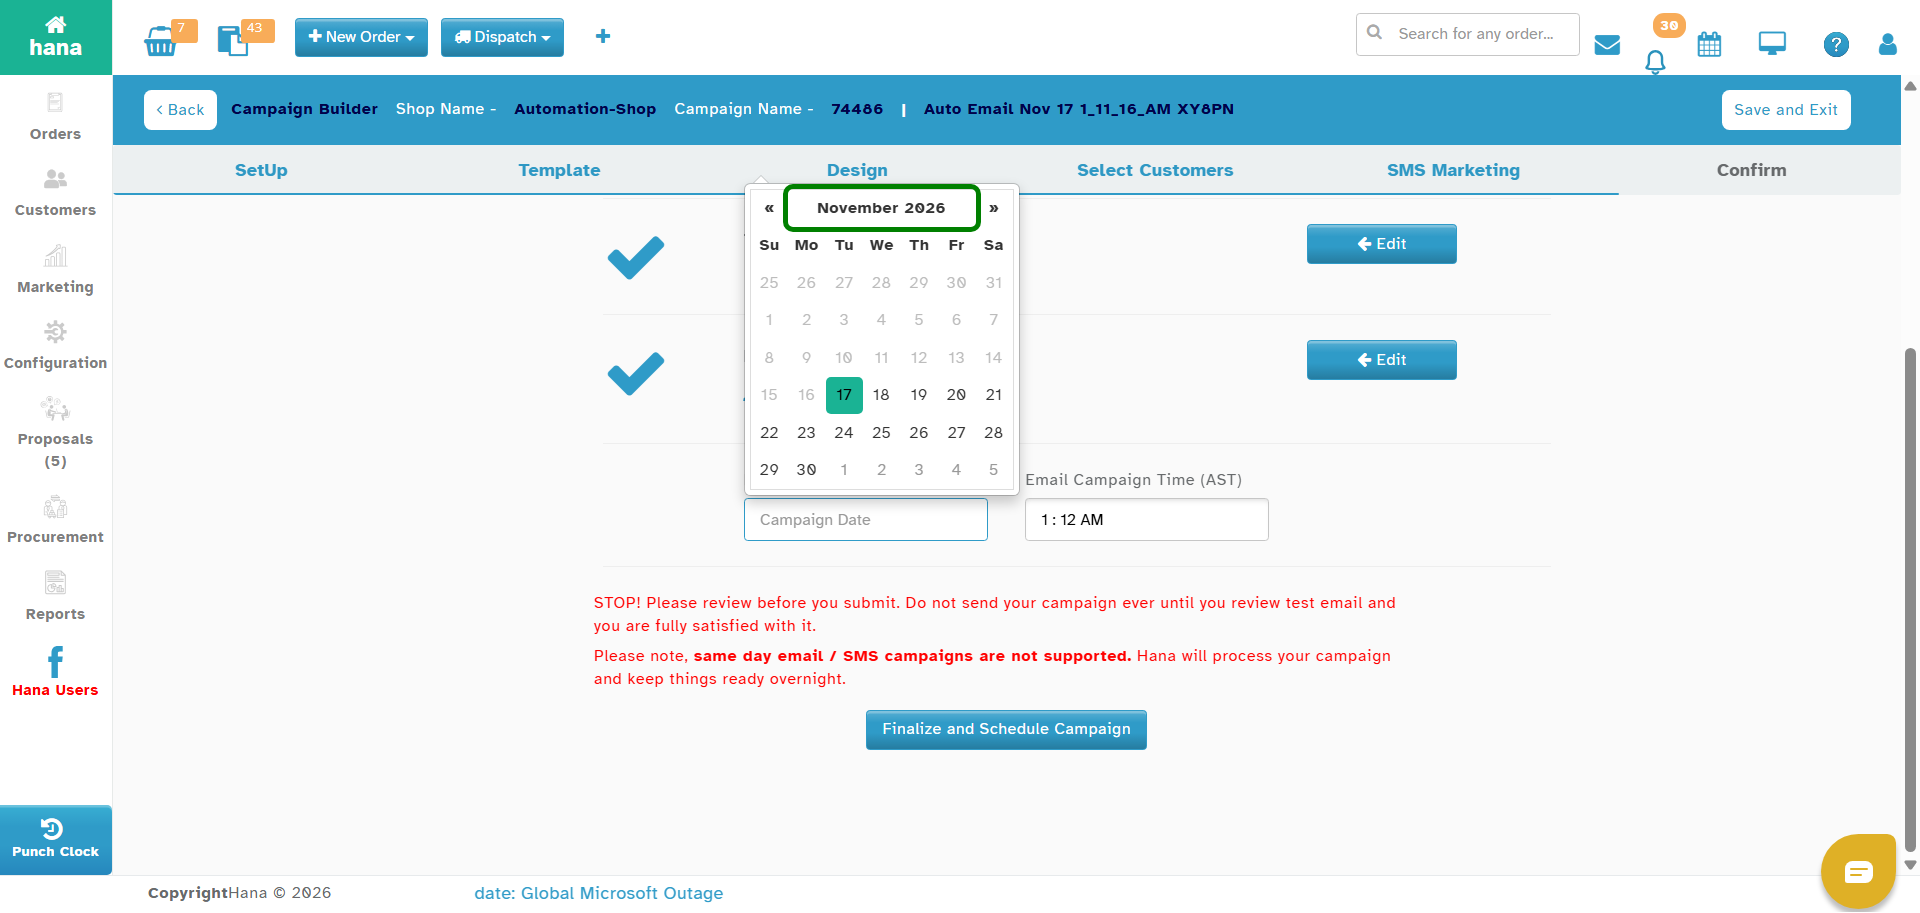 hana
7
43
New Order
Dispatch
Search for any order...
30
?
Orders
Customers
Marketing
Configuration
Proposals
(5)
Procurement
Reports
Hana Users
Punch Clock
< Back
Campaign Builder Shop Name - Automation-Shop Campaign Name - 74486 | Auto Email Nov 17 1_11_16_AM XY8PN
Save and Exit
SetUp Template Design Select Customers SMS Marketing Confirm
« November 2026 »
Su Mo Tu We Th Fr Sa
25 26 27 28 29 30 31
1 2 3 4 5 6 7
8 9 10 11 12 13 14
15 16 17 18 19 20 21
22 23 24 25 26 27 28
29 30 1 2 3 4 5
Edit
Edit
Email Campaign Time (AST)
Campaign Date
1 : 12 AM
STOP! Please review before you submit. Do not send your campaign ever until you review test email and
you are fully satisfied with it.
Please note, same day email / SMS campaigns are not supported. Hana will process your campaign
and keep things ready overnight.
Finalize and Schedule Campaign
CopyrightHana © 2026
date: Global Microsoft Outage